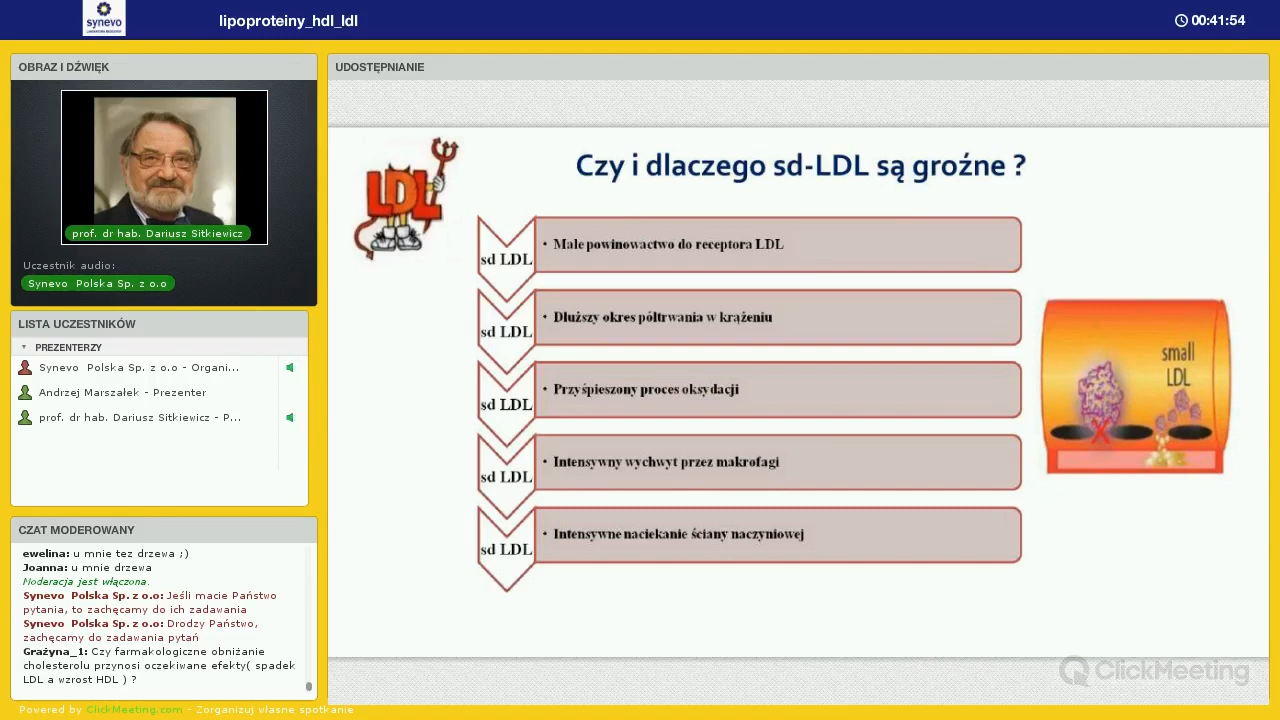 synevo
lipoproteiny_hdl_ldl
00:41:54
OBRAZ I DŹWIĘK
prof. dr hab. Dariusz Sitkiewicz
Uczestnik audio:
Synevo Polska Sp. z o.o
LISTA UCZESTNIKÓW
PREZENTERZY
Synevo Polska Sp. z o.o - Organi...
Andrzej Marszałek - Prezenter
prof. dr hab. Dariusz Sitkiewicz - P...
CZAT MODEROWANY
ewelina: u mnie tez drzewa ;)
Joanna: u mnie drzewa
Moderacja jest włączona.
Synevo Polska Sp. z o.o: Jeśli macie Państwo
pytania, to zachęcamy do ich zadawania
Synevo Polska Sp. z o.o: Drodzy Państwo,
zachęcamy do zadawania pytań
Grażyna_1: Czy farmakologiczne obniżanie
cholesterolu przynosi oczekiwane efekty( spadek
LDL a wzrost HDL ) ?
Powered by ClickMeeting.com - Zorganizuj własne spotkanie
UDOSTĘPNIANIE
LDL
Czy i dlaczego sd-LDL są groźne ?
sd LDL
• Małe powinowactwo do receptora LDL
sd LDL
• Dłuższy okres półtrwania w krążeniu
sd LDL
• Przyśpieszony proces oksydacji
sd LDL
• Intensywny wychwyt przez makrofagi
sd LDL
• Intensywne naciekanie ściany naczyniowej
small
LDL
ClickMeeting